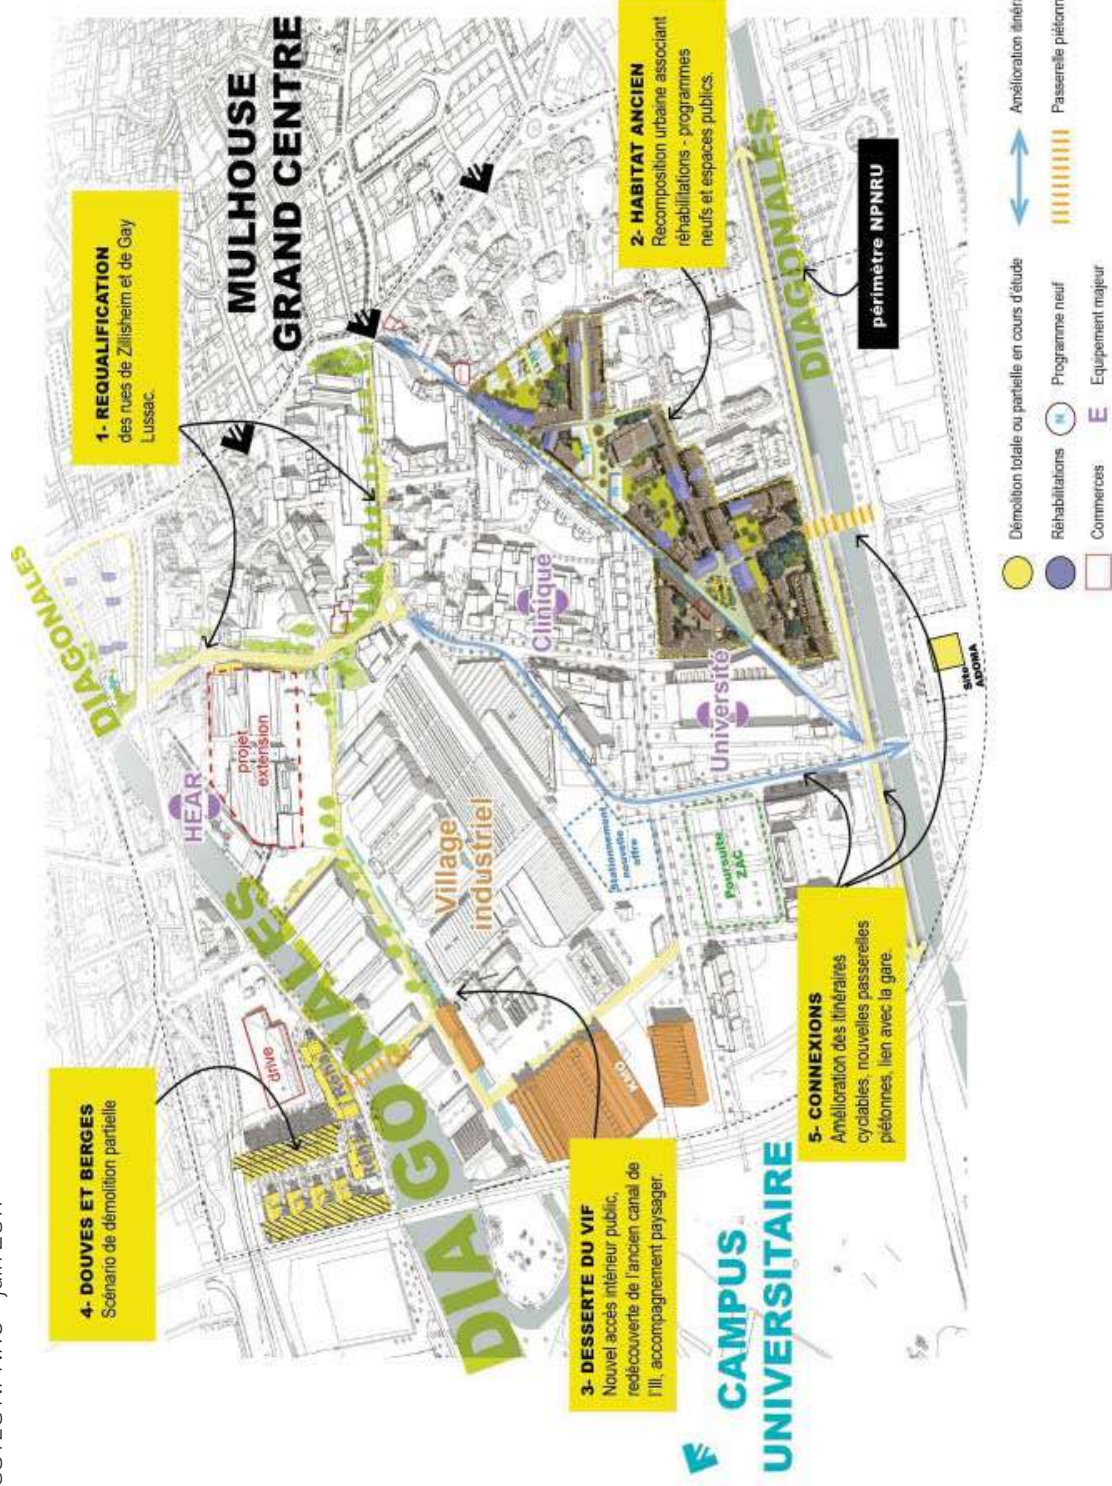 MULHOUSE
GRAND CENTRE
1- REQUALIFICATION
des rues de Zillisheim et de Gay
Lussac.
2- HABITAT ANCIEN
Recomposition urbaine associant
réhabilitations - programmes
neufs et espaces publics.
3- DESSERTE DU VIF
Nouvel accès intérieur public,
redécouverte de l'ancien canal de
l'Ill, accompagnement paysager.
4- DOUVES ET BERGES
Scénario de démolition partielle
5- CONNEXIONS
Amélioration des itinéraires
cyclables, nouvelles passerelles
piétonnes, lien avec la gare.
DIAGONALES
DIAGONALES
DIAGONALES
HEAR
projet
extension
drive
Réha
Village
industriel
Clinique
Université
Stationnement
nouvelle
offre
Poursuite
ZAC
KMO
Site
ADOMA
périmètre NPNRU
CAMPUS
UNIVERSITAIRE
Démolition totale ou partielle en cours d'étude
Réhabilitations
N
Programme neuf
Commerces
E
Equipement majeur
Amélioration
Passerelle